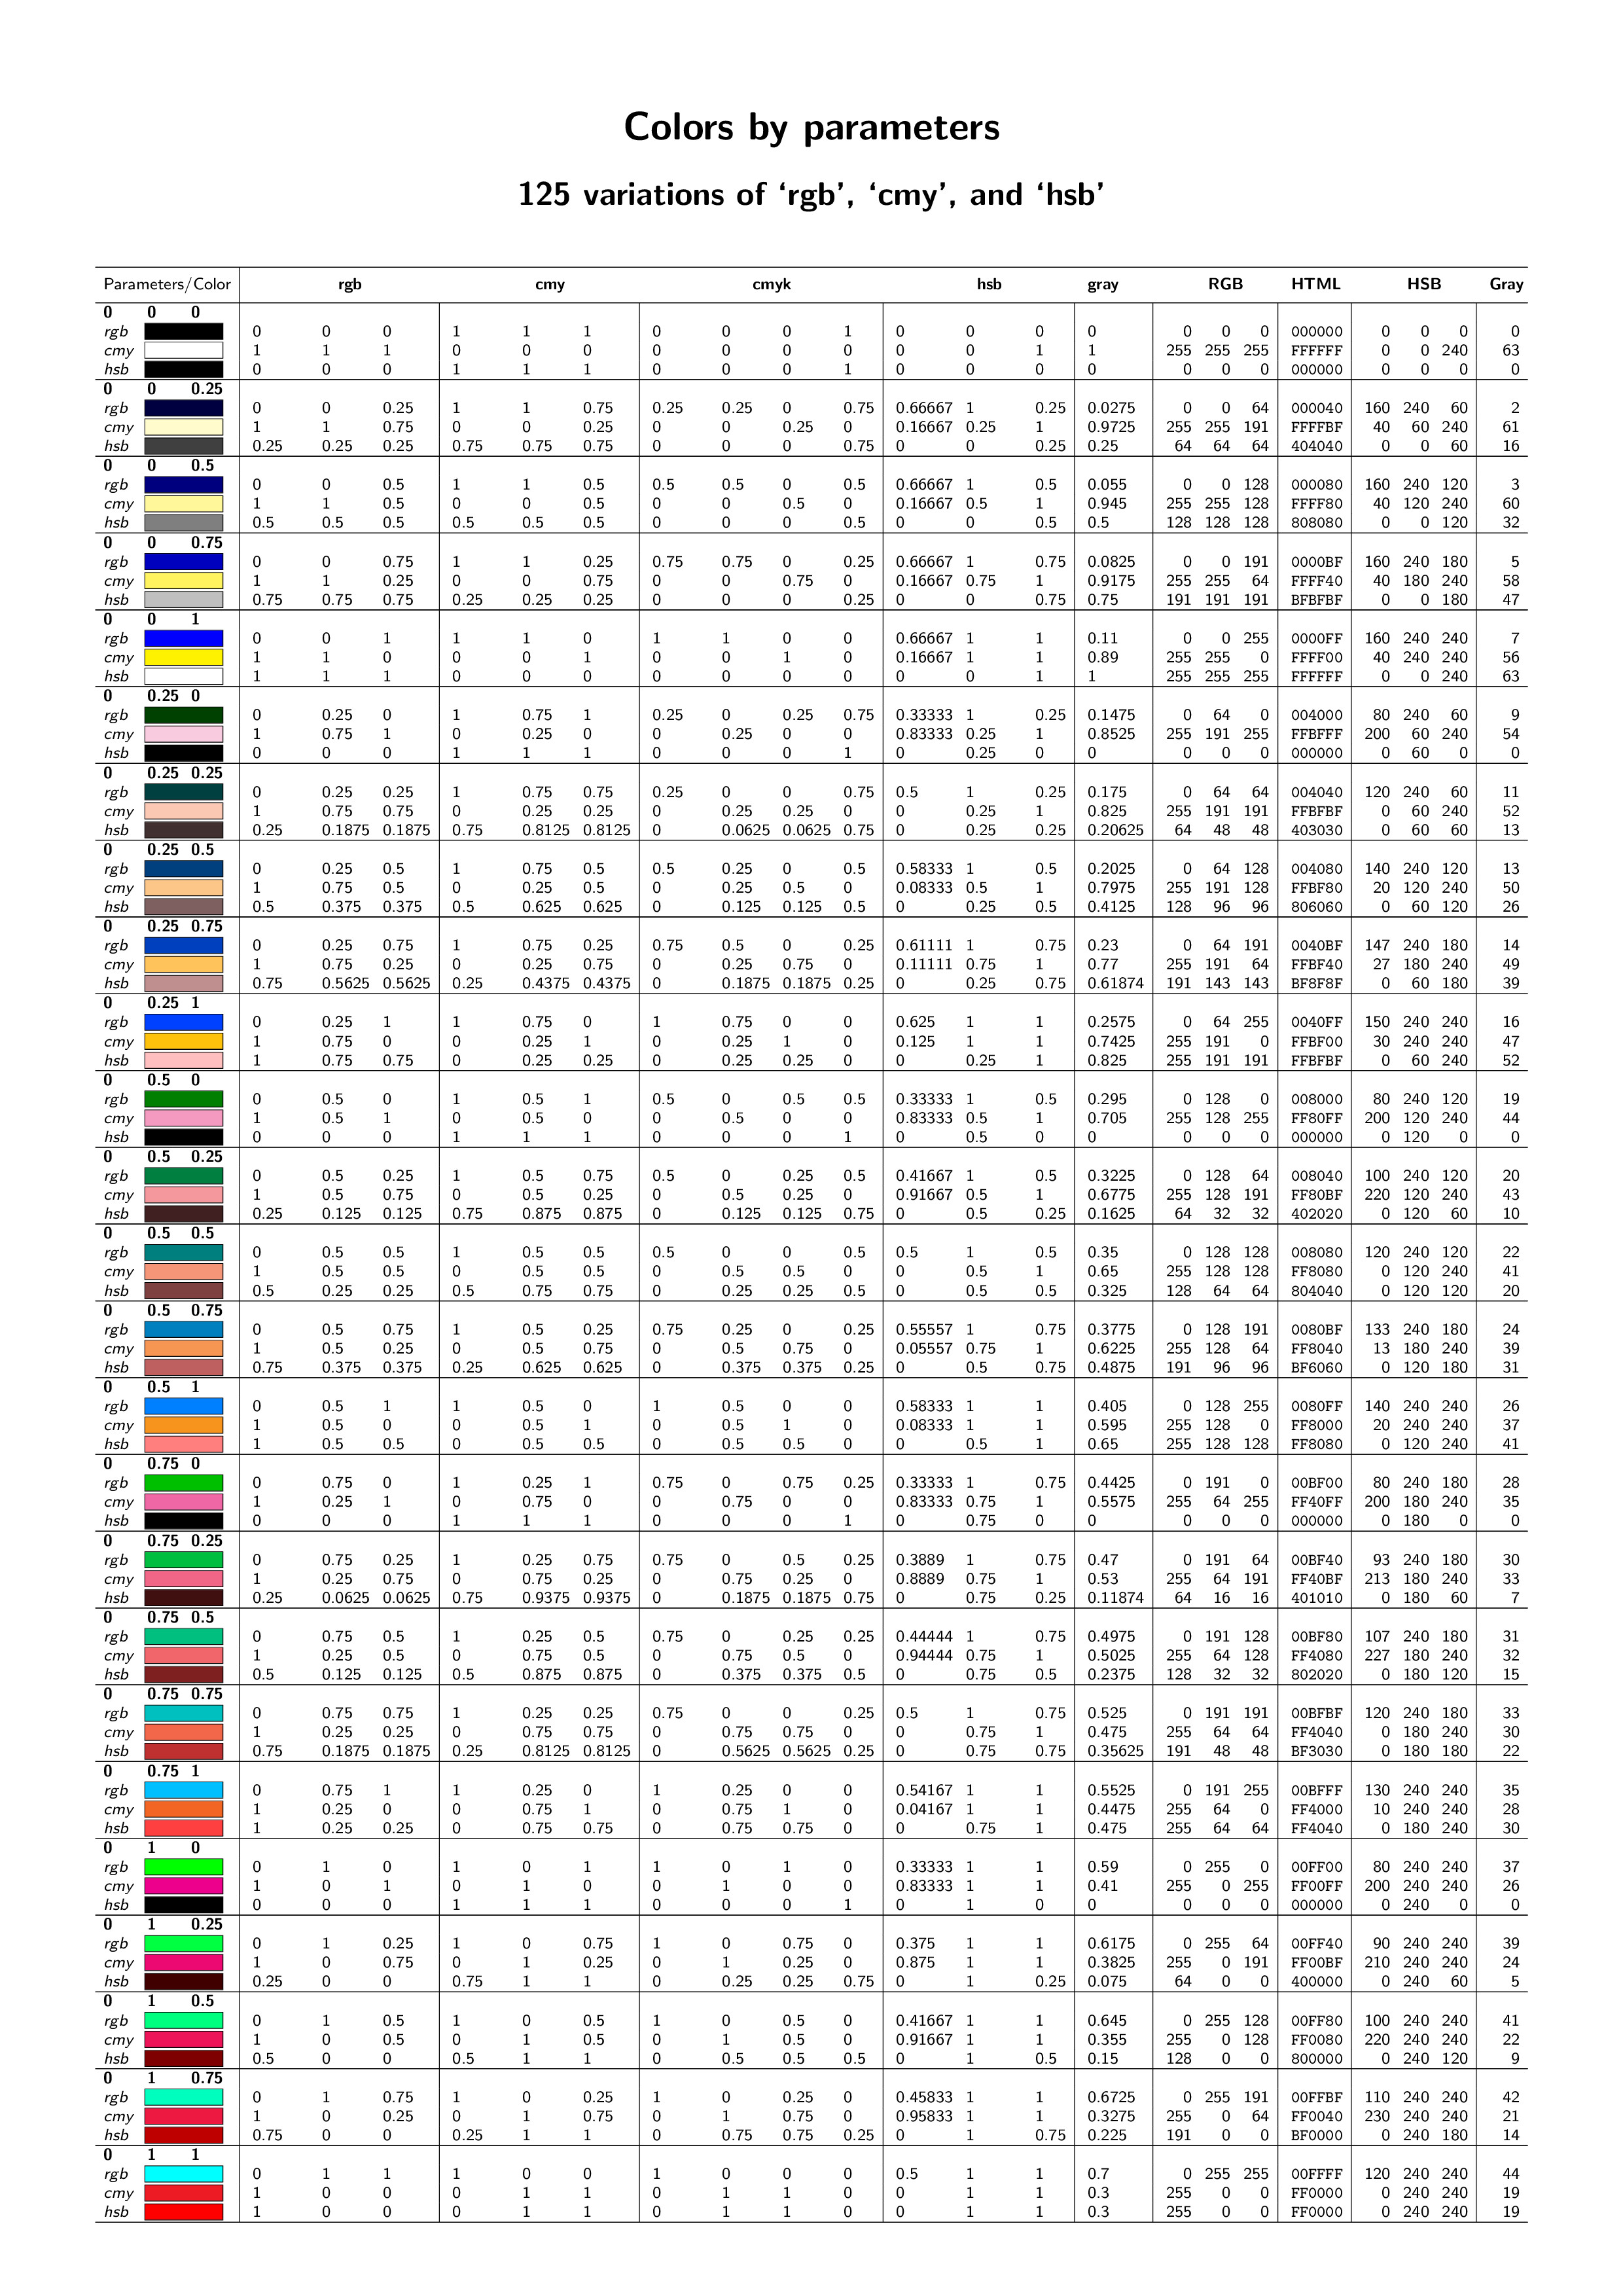 Colors by parameters
125 variations of ‘rgb’, ‘cmy’, and ‘hsb’
Parameters/Color rgb cmy cmyk hsb gray RGB HTML HSB Gray
0 0 0
rgb 0 0 0 1 1 1 0 0 0 1 0 0 0 0 0 0 0 000000 0 0 0 0
cmy 1 1 1 0 0 0 0 0 0 0 0 0 1 1 255 255 255 FFFFFF 0 0 240 63
hsb 0 0 0 1 1 1 0 0 0 1 0 0 0 0 0 0 0 000000 0 0 0 0
0 0 0.25
rgb 0 0 0.25 1 1 0.75 0.25 0.25 0 0.75 0.66667 1 0.25 0.0275 0 0 64 000040 160 240 60 2
cmy 1 1 0.75 0 0 0.25 0 0 0.25 0 0.16667 0.25 1 0.9725 255 255 191 FFFFBF 40 60 240 61
hsb 0.25 0.25 0.25 0.75 0.75 0.75 0 0 0 0.75 0 0 0.25 0.25 64 64 64 404040 0 0 60 16
0 0 0.5
rgb 0 0 0.5 1 1 0.5 0.5 0.5 0 0.5 0.66667 1 0.5 0.055 0 0 128 000080 160 240 120 3
cmy 1 1 0.5 0 0 0.5 0 0 0.5 0 0.16667 0.5 1 0.945 255 255 128 FFFF80 40 120 240 60
hsb 0.5 0.5 0.5 0.5 0.5 0.5 0 0 0 0.5 0 0 0.5 0.5 128 128 128 808080 0 0 120 32
0 0 0.75
rgb 0 0 0.75 1 1 0.25 0.75 0.75 0 0.25 0.66667 1 0.75 0.0825 0 0 191 0000BF 160 240 180 5
cmy 1 1 0.25 0 0 0.75 0 0 0.75 0 0.16667 0.75 1 0.9175 255 255 64 FFFF40 40 180 240 58
hsb 0.75 0.75 0.75 0.25 0.25 0.25 0 0 0 0.25 0 0 0.75 0.75 191 191 191 BFBFBF 0 0 180 47
0 0 1
rgb 0 0 1 1 1 0 1 1 0 0 0.66667 1 1 0.11 0 0 255 0000FF 160 240 240 7
cmy 1 1 0 0 0 1 0 0 1 0 0.16667 1 1 0.89 255 255 0 FFFF00 40 240 240 56
hsb 1 1 1 0 0 0 0 0 0 0 0 0 1 1 255 255 255 FFFFFF 0 0 240 63
0 0.25 0
rgb 0 0.25 0 1 0.75 1 0.25 0 0.25 0.75 0.33333 1 0.25 0.1475 0 64 0 004000 80 240 60 9
cmy 1 0.75 1 0 0.25 0 0 0.25 0 0 0.83333 0.25 1 0.8525 255 191 255 FFBFFF 200 60 240 54
hsb 0 0 0 1 1 1 0 0 0 1 0 0.25 0 0 0 0 0 000000 0 60 0 0
0 0.25 0.25
rgb 0 0.25 0.25 1 0.75 0.75 0.25 0 0 0.75 0.5 1 0.25 0.175 0 64 64 004040 120 240 60 11
cmy 1 0.75 0.75 0 0.25 0.25 0 0.25 0.25 0 0 0.25 1 0.825 255 191 191 FFBFBF 0 60 240 52
hsb 0.25 0.1875 0.1875 0.75 0.8125 0.8125 0 0.0625 0.0625 0.75 0 0.25 0.25 0.20625 64 48 48 403030 0 60 60 13
0 0.25 0.5
rgb 0 0.25 0.5 1 0.75 0.5 0.5 0.25 0 0.5 0.58333 1 0.5 0.2025 0 64 128 004080 140 240 120 13
cmy 1 0.75 0.5 0 0.25 0.5 0 0.25 0.5 0 0.08333 0.5 1 0.7975 255 191 128 FFBF80 20 120 240 50
hsb 0.5 0.375 0.375 0.5 0.625 0.625 0 0.125 0.125 0.5 0 0.25 0.5 0.4125 128 96 96 806060 0 60 120 26
0 0.25 0.75
rgb 0 0.25 0.75 1 0.75 0.25 0.75 0.5 0 0.25 0.61111 1 0.75 0.23 0 64 191 0040BF 147 240 180 14
cmy 1 0.75 0.25 0 0.25 0.75 0 0.25 0.75 0 0.11111 0.75 1 0.77 255 191 64 FFBF40 27 180 240 49
hsb 0.75 0.5625 0.5625 0.25 0.4375 0.4375 0 0.1875 0.1875 0.25 0 0.25 0.75 0.61874 191 143 143 BF8F8F 0 60 180 39
0 0.25 1
rgb 0 0.25 1 1 0.75 0 1 0.75 0 0 0.625 1 1 0.2575 0 64 255 0040FF 150 240 240 16
cmy 1 0.75 0 0 0.25 1 0 0.25 1 0 0.125 1 1 0.7425 255 191 0 FFBF00 30 240 240 47
hsb 1 0.75 0.75 0 0.25 0.25 0 0.25 0.25 0 0 0.25 1 0.825 255 191 191 FFBFBF 0 60 240 52
0 0.5 0
rgb 0 0.5 0 1 0.5 1 0.5 0 0.5 0.5 0.33333 1 0.5 0.295 0 128 0 008000 80 240 120 19
cmy 1 0.5 1 0 0.5 0 0 0.5 0 0 0.83333 0.5 1 0.705 255 128 255 FF80FF 200 120 240 44
hsb 0 0 0 1 1 1 0 0 0 1 0 0.5 0 0 0 0 0 000000 0 120 0 0
0 0.5 0.25
rgb 0 0.5 0.25 1 0.5 0.75 0.5 0 0.25 0.5 0.41667 1 0.5 0.3225 0 128 64 008040 100 240 120 20
cmy 1 0.5 0.75 0 0.5 0.25 0 0.5 0.25 0 0.91667 0.5 1 0.6775 255 128 191 FF80BF 220 120 240 43
hsb 0.25 0.125 0.125 0.75 0.875 0.875 0 0.125 0.125 0.75 0 0.5 0.25 0.1625 64 32 32 402020 0 120 60 10
0 0.5 0.5
rgb 0 0.5 0.5 1 0.5 0.5 0.5 0 0 0.5 0.5 1 0.5 0.35 0 128 128 008080 120 240 120 22
cmy 1 0.5 0.5 0 0.5 0.5 0 0.5 0.5 0 0 0.5 1 0.65 255 128 128 FF8080 0 120 240 41
hsb 0.5 0.25 0.25 0.5 0.75 0.75 0 0.25 0.25 0.5 0 0.5 0.5 0.325 128 64 64 804040 0 120 120 20
0 0.5 0.75
rgb 0 0.5 0.75 1 0.5 0.25 0.75 0.25 0 0.25 0.55557 1 0.75 0.3775 0 128 191 0080BF 133 240 180 24
cmy 1 0.5 0.25 0 0.5 0.75 0 0.5 0.75 0 0.05557 0.75 1 0.6225 255 128 64 FF8040 13 180 240 39
hsb 0.75 0.375 0.375 0.25 0.625 0.625 0 0.375 0.375 0.25 0 0.5 0.75 0.4875 191 96 96 BF6060 0 120 180 31
0 0.5 1
rgb 0 0.5 1 1 0.5 0 1 0.5 0 0 0.58333 1 1 0.405 0 128 255 0080FF 140 240 240 26
cmy 1 0.5 0 0 0.5 1 0 0.5 1 0 0.08333 1 1 0.595 255 128 0 FF8000 20 240 240 37
hsb 1 0.5 0.5 0 0.5 0.5 0 0.5 0.5 0 0 0.5 1 0.65 255 128 128 FF8080 0 120 240 41
0 0.75 0
rgb 0 0.75 0 1 0.25 1 0.75 0 0.75 0.25 0.33333 1 0.75 0.4425 0 191 0 00BF00 80 240 180 28
cmy 1 0.25 1 0 0.75 0 0 0.75 0 0 0.83333 0.75 1 0.5575 255 64 255 FF40FF 200 180 240 35
hsb 0 0 0 1 1 1 0 0 0 1 0 0.75 0 0 0 0 0 000000 0 180 0 0
0 0.75 0.25
rgb 0 0.75 0.25 1 0.25 0.75 0.75 0 0.5 0.25 0.3889 1 0.75 0.47 0 191 64 00BF40 93 240 180 30
cmy 1 0.25 0.75 0 0.75 0.25 0 0.75 0.25 0 0.8889 0.75 1 0.53 255 64 191 FF40BF 213 180 240 33
hsb 0.25 0.0625 0.0625 0.75 0.9375 0.9375 0 0.1875 0.1875 0.75 0 0.75 0.25 0.11874 64 16 16 401010 0 180 60 7
0 0.75 0.5
rgb 0 0.75 0.5 1 0.25 0.5 0.75 0 0.25 0.25 0.44444 1 0.75 0.4975 0 191 128 00BF80 107 240 180 31
cmy 1 0.25 0.5 0 0.75 0.5 0 0.75 0.5 0 0.94444 0.75 1 0.5025 255 64 128 FF4080 227 180 240 32
hsb 0.5 0.125 0.125 0.5 0.875 0.875 0 0.375 0.375 0.5 0 0.75 0.5 0.2375 128 32 32 802020 0 180 120 15
0 0.75 0.75
rgb 0 0.75 0.75 1 0.25 0.25 0.75 0 0 0.25 0.5 1 0.75 0.525 0 191 191 00BFBF 120 240 180 33
cmy 1 0.25 0.25 0 0.75 0.75 0 0.75 0.75 0 0 0.75 1 0.475 255 64 64 FF4040 0 180 240 30
hsb 0.75 0.1875 0.1875 0.25 0.8125 0.8125 0 0.5625 0.5625 0.25 0 0.75 0.75 0.35625 191 48 48 BF3030 0 180 180 22
0 0.75 1
rgb 0 0.75 1 1 0.25 0 1 0.25 0 0 0.54167 1 1 0.5525 0 191 255 00BFFF 130 240 240 35
cmy 1 0.25 0 0 0.75 1 0 0.75 1 0 0.04167 1 1 0.4475 255 64 0 FF4000 10 240 240 28
hsb 1 0.25 0.25 0 0.75 0.75 0 0.75 0.75 0 0 0.75 1 0.475 255 64 64 FF4040 0 180 240 30
0 1 0
rgb 0 1 0 1 0 1 1 0 1 0 0.33333 1 1 0.59 0 255 0 00FF00 80 240 240 37
cmy 1 0 1 0 1 0 0 1 0 0 0.83333 1 1 0.41 255 0 255 FF00FF 200 240 240 26
hsb 0 0 0 1 1 1 0 0 0 1 0 1 0 0 0 0 0 000000 0 240 0 0
0 1 0.25
rgb 0 1 0.25 1 0 0.75 1 0 0.75 0 0.375 1 1 0.6175 0 255 64 00FF40 90 240 240 39
cmy 1 0 0.75 0 1 0.25 0 1 0.25 0 0.875 1 1 0.3825 255 0 191 FF00BF 210 240 240 24
hsb 0.25 0 0 0.75 1 1 0 0.25 0.25 0.75 0 1 0.25 0.075 64 0 0 400000 0 240 60 5
0 1 0.5
rgb 0 1 0.5 1 0 0.5 1 0 0.5 0 0.41667 1 1 0.645 0 255 128 00FF80 100 240 240 41
cmy 1 0 0.5 0 1 0.5 0 1 0.5 0 0.91667 1 1 0.355 255 0 128 FF0080 220 240 240 22
hsb 0.5 0 0 0.5 1 1 0 0.5 0.5 0.5 0 1 0.5 0.15 128 0 0 800000 0 240 120 9
0 1 0.75
rgb 0 1 0.75 1 0 0.25 1 0 0.25 0 0.45833 1 1 0.6725 0 255 191 00FFBF 110 240 240 42
cmy 1 0 0.25 0 1 0.75 0 1 0.75 0 0.95833 1 1 0.3275 255 0 64 FF0040 230 240 240 21
hsb 0.75 0 0 0.25 1 1 0 0.75 0.75 0.25 0 1 0.75 0.225 191 0 0 BF0000 0 240 180 14
0 1 1
rgb 0 1 1 1 0 0 1 0 0 0 0.5 1 1 0.7 0 255 255 00FFFF 120 240 240 44
cmy 1 0 0 0 1 1 0 1 1 0 0 1 1 0.3 255 0 0 FF0000 0 240 240 19
hsb 1 0 0 0 1 1 0 1 1 0 0 1 1 0.3 255 0 0 FF0000 0 240 240 19